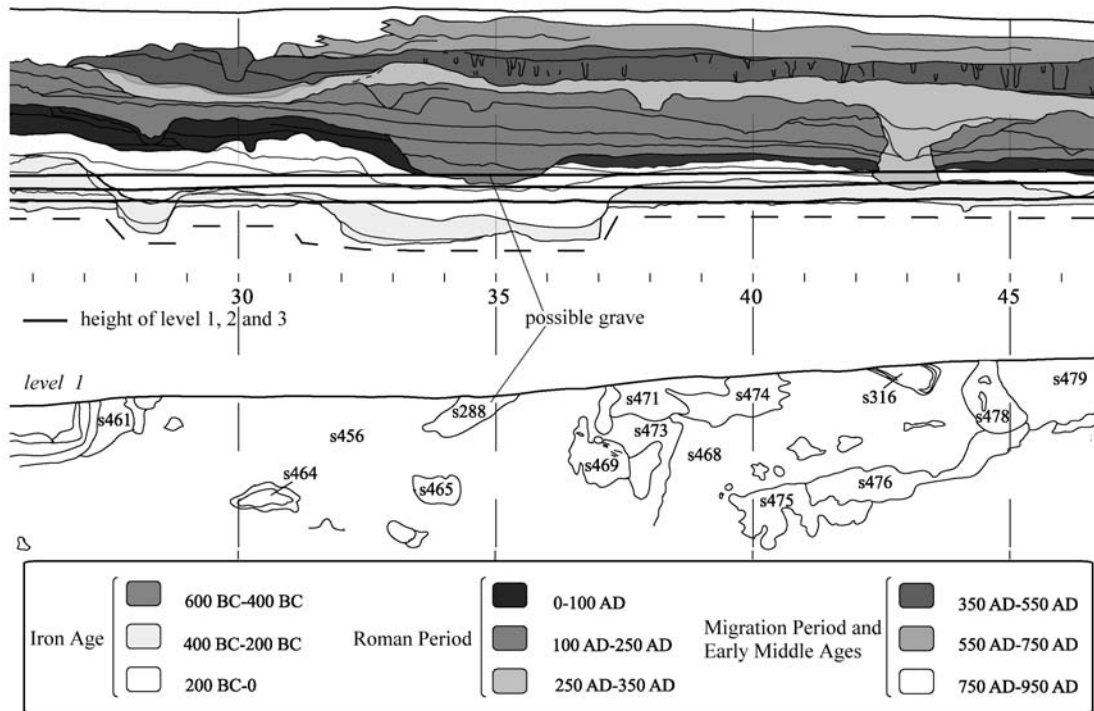 30 35 40 45
height of level 1, 2 and 3
possible grave
level 1
s461
s456
s464
s288
s465
s471
s474
s473
s469
s468
s316
s478
s479
s476
s475
Iron Age
600 BC-400 BC
400 BC-200 BC
200 BC-0
Roman Period
0-100 AD
100 AD-250 AD
250 AD-350 AD
Migration Period and
Early Middle Ages
350 AD-550 AD
550 AD-750 AD
750 AD-950 AD